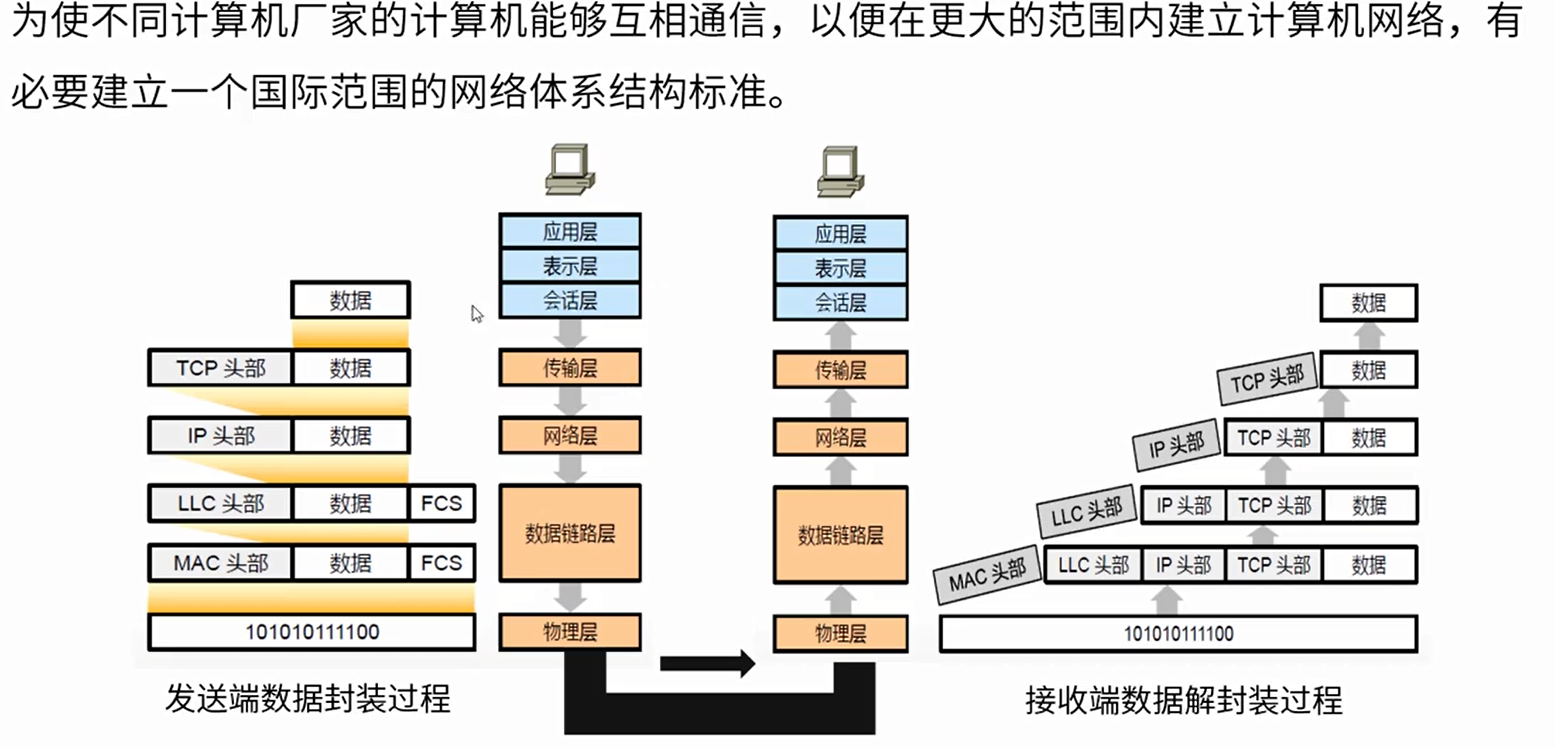 为使不同计算机厂家的计算机能够互相通信，以便在更大的范围内建立计算机网络，有
必要建立一个国际范围的网络体系结构标准。
数据
TCP 头部 数据
IP 头部 数据
LLC 头部 数据 FCS
MAC 头部 数据 FCS
101010111100
发送端数据封装过程
应用层
表示层
会话层
传输层
网络层
数据链路层
物理层
应用层
表示层
会话层
传输层
网络层
数据链路层
物理层
数据
TCP 头部 数据
IP 头部 TCP 头部 数据
LLC 头部 IP 头部 TCP 头部 数据
MAC 头部 LLC 头部 IP 头部 TCP 头部 数据
101010111100
接收端数据解封装过程